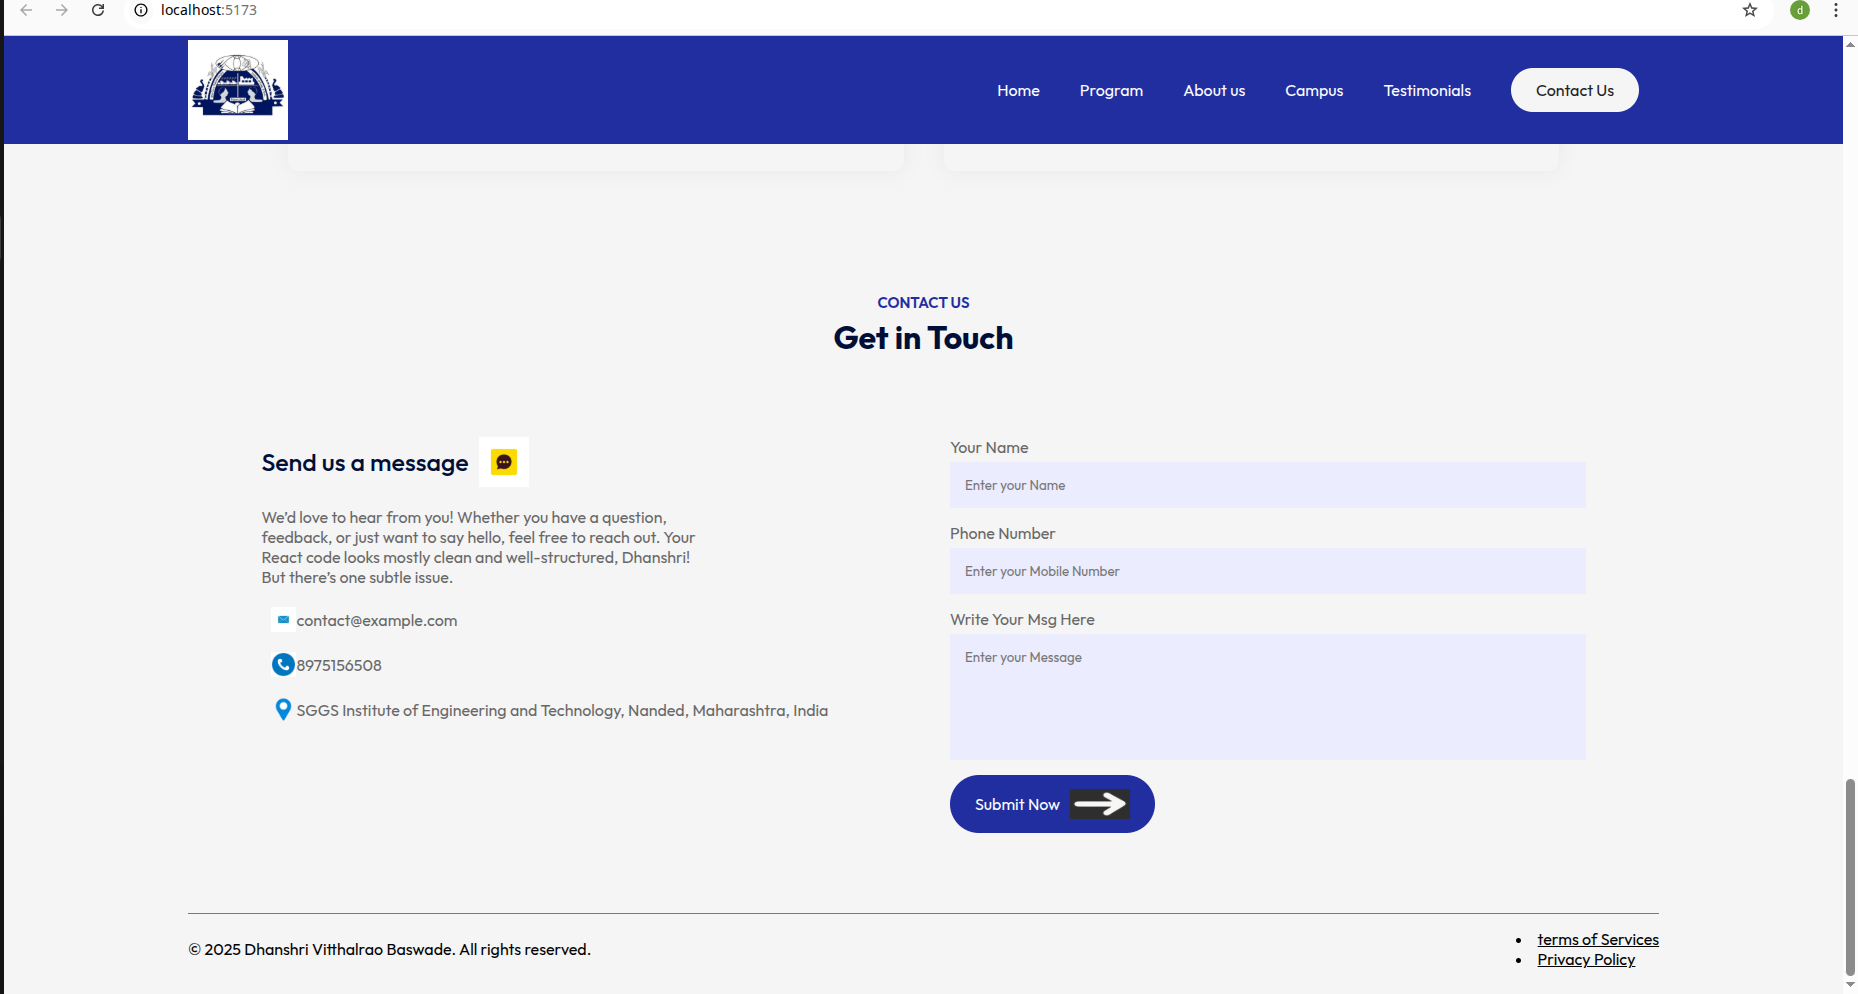 localhost:5173
d
Home Program About us Campus Testimonials Contact Us
CONTACT US
Get in Touch
Send us a message
We’d love to hear from you! Whether you have a question,
feedback, or just want to say hello, feel free to reach out. Your
React code looks mostly clean and well-structured, Dhanshri!
But there’s one subtle issue.
contact@example.com
8975156508
SGGS Institute of Engineering and Technology, Nanded, Maharashtra, India
Your Name
Enter your Name
Phone Number
Enter your Mobile Number
Write Your Msg Here
Enter your Message
Submit Now
© 2025 Dhanshri Vitthalrao Baswade. All rights reserved.
terms of Services
Privacy Policy